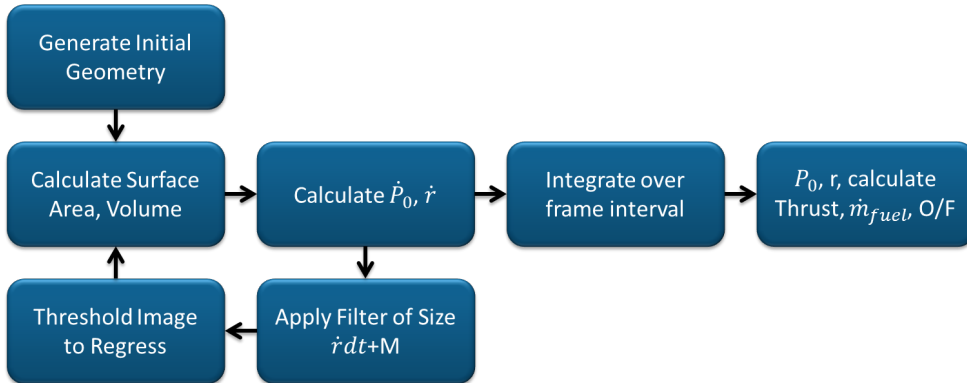 Generate Initial
Geometry
Calculate Surface
Area, Volume
Calculate Ṗ₀, ṙ
Integrate over
frame interval
P₀, r, calculate
Thrust, ṁ_fuel, O/F
Threshold Image
to Regress
Apply Filter of Size
ṙdt+M